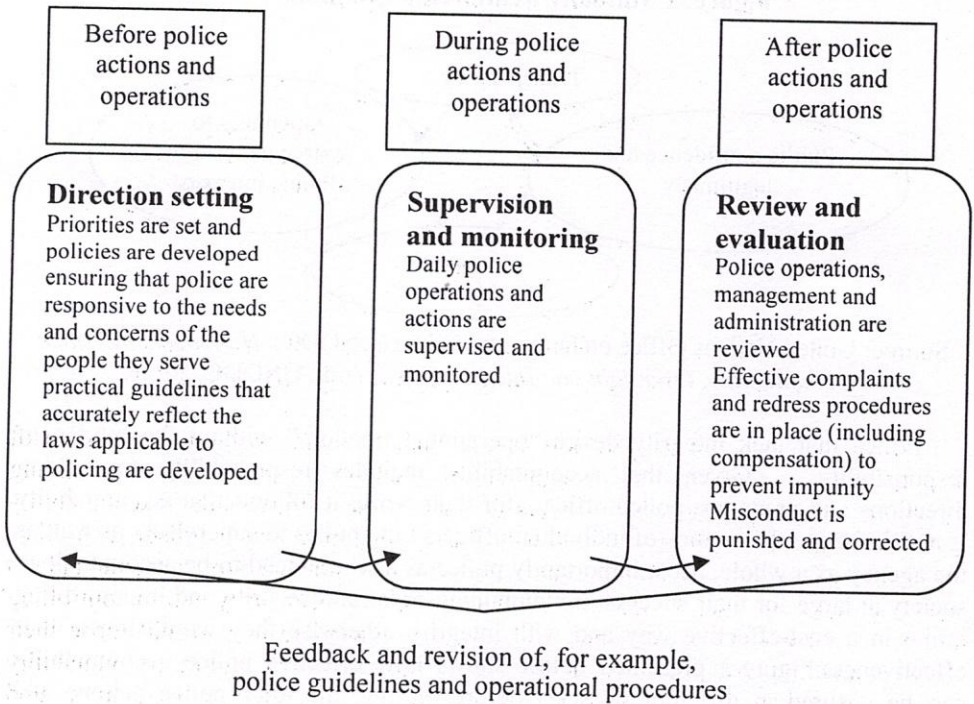 Before police
actions and
operations
During police
actions and
operations
After police
actions and
operations
Direction setting
Priorities are set and
policies are developed
ensuring that police are
responsive to the needs
and concerns of the
people they serve
practical guidelines that
accurately reflect the
laws applicable to
policing are developed
Supervision
and monitoring
Daily police
operations and
actions are
supervised and
monitored
Review and
evaluation
Police operations,
management and
administration are
reviewed
Effective complaints
and redress procedures
are in place (including
compensation) to
prevent impunity
Misconduct is
punished and corrected
Feedback and revision of, for example,
police guidelines and operational procedures